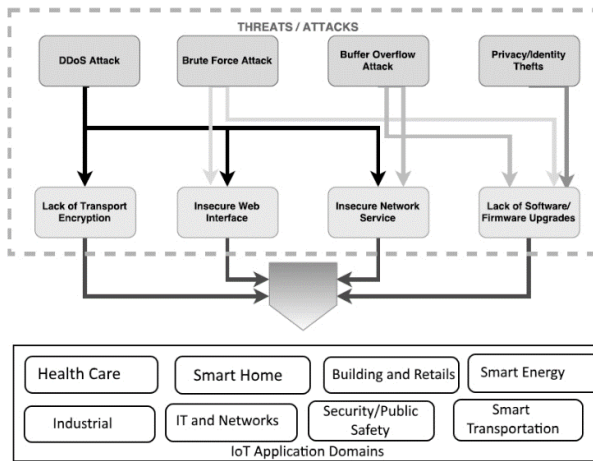 THREATS / ATTACKS
DDoS Attack
Brute Force Attack
Buffer Overflow
Attack
Privacy/Identity
Thefts
Lack of Transport
Encryption
Insecure Web
Interface
Insecure Network
Service
Lack of Software/
Firmware Upgrades
Health Care
Smart Home
Building and Retails
Smart Energy
Industrial
IT and Networks
Security/Public
Safety
Smart
Transportation
IoT Application Domains